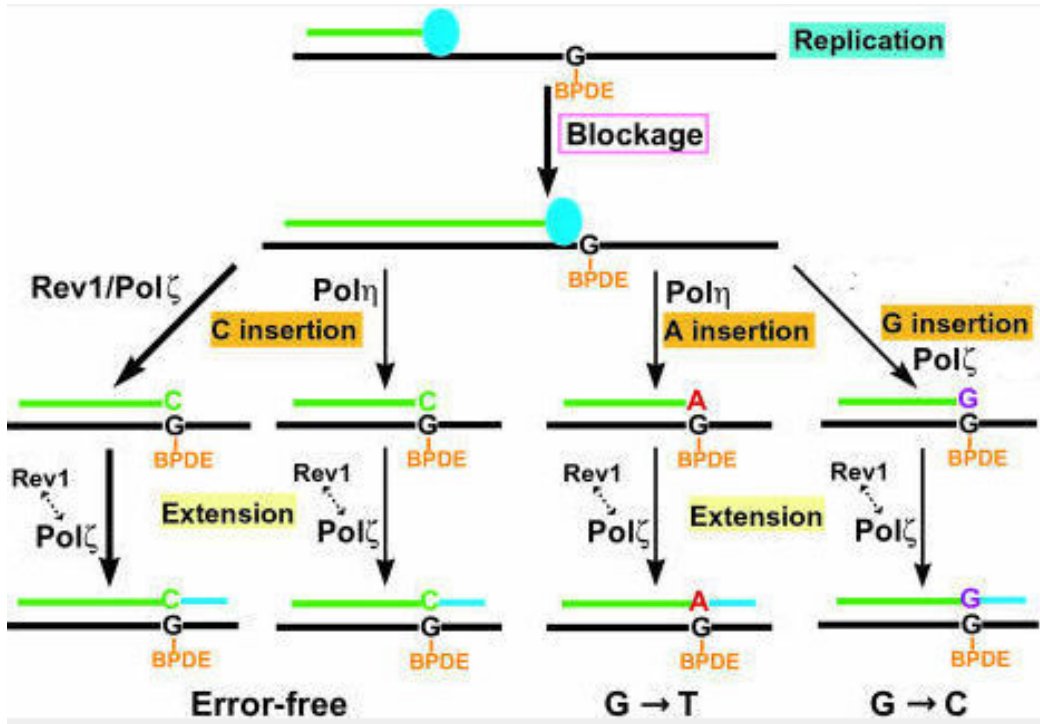 Replication
G
BPDE
Blockage
G
BPDE
Rev1/Polζ
Polη
Polη
C insertion
A insertion
G insertion
Polζ
C
C
A
G
G
G
G
G
BPDE
BPDE
BPDE
BPDE
Rev1
Rev1
Rev1
Rev1
Extension
Extension
Polζ
Polζ
Polζ
Polζ
C
C
A
G
G
G
G
G
BPDE
BPDE
BPDE
BPDE
Error-free
G → T
G → C